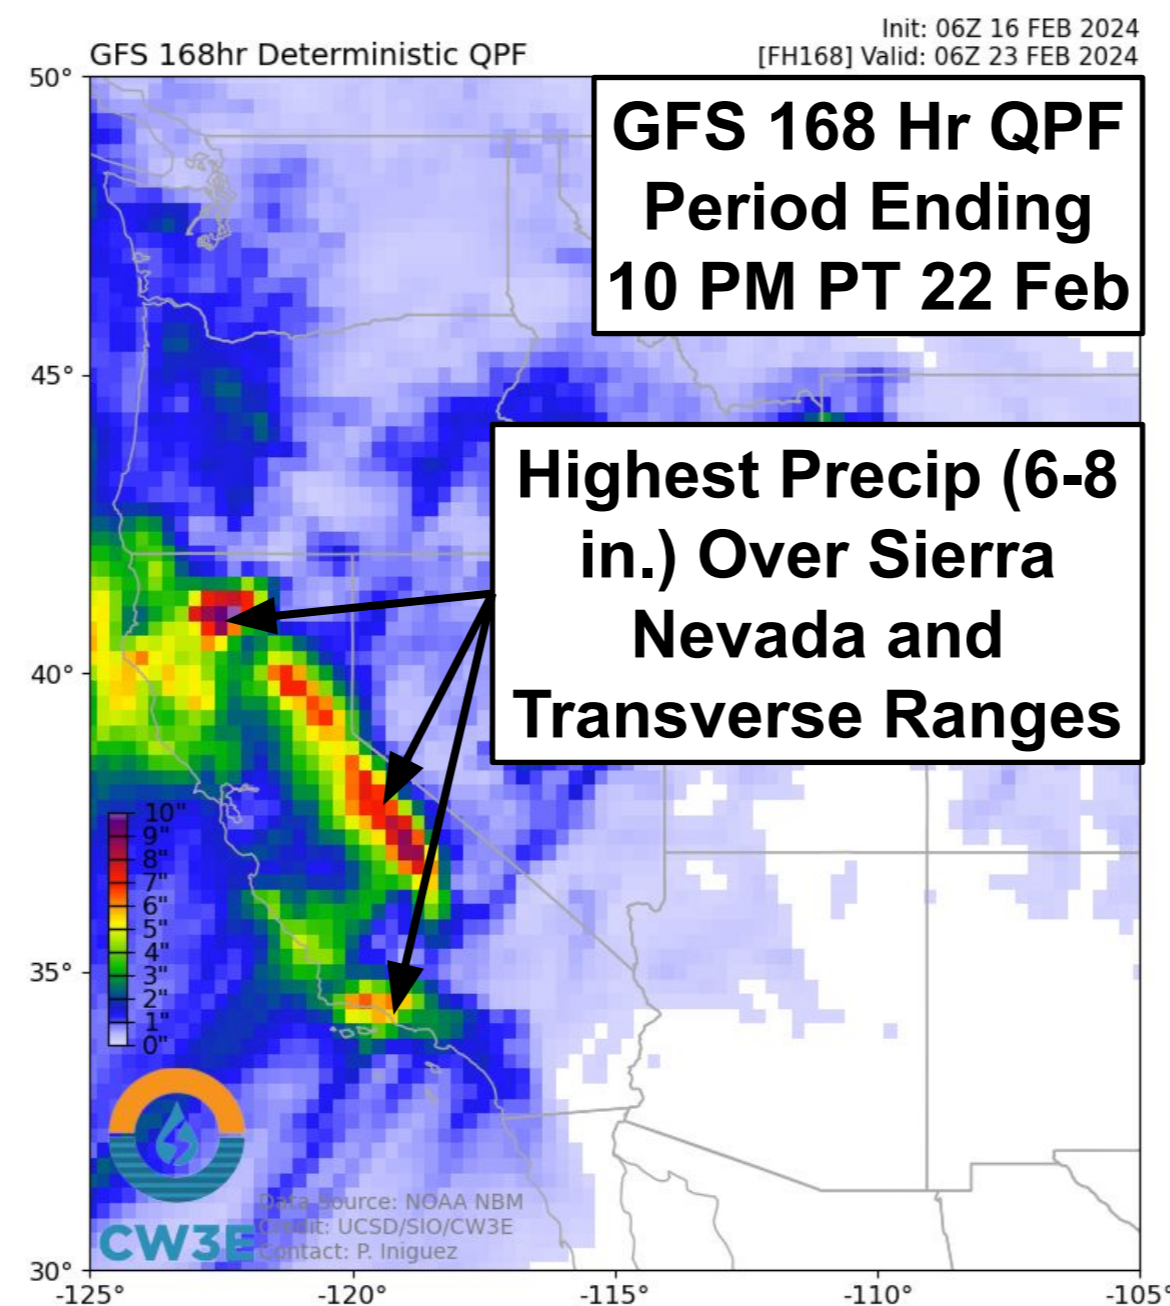 GFS 168hr Deterministic QPF
Init: 06Z 16 FEB 2024
[FH168] Valid: 06Z 23 FEB 2024
GFS 168 Hr QPF
Period Ending
10 PM PT 22 Feb
Highest Precip (6-8
in.) Over Sierra
Nevada and
Transverse Ranges
50°
45°
40°
35°
30°
10"
9"
8"
7"
6"
5"
4"
3"
2"
1"
0"
CW3E
Data Source: NOAA NBM
Credit: UCSD/SIO/CW3E
Contact: P. Iniguez
-125°
-120°
-115°
-110°
-105°